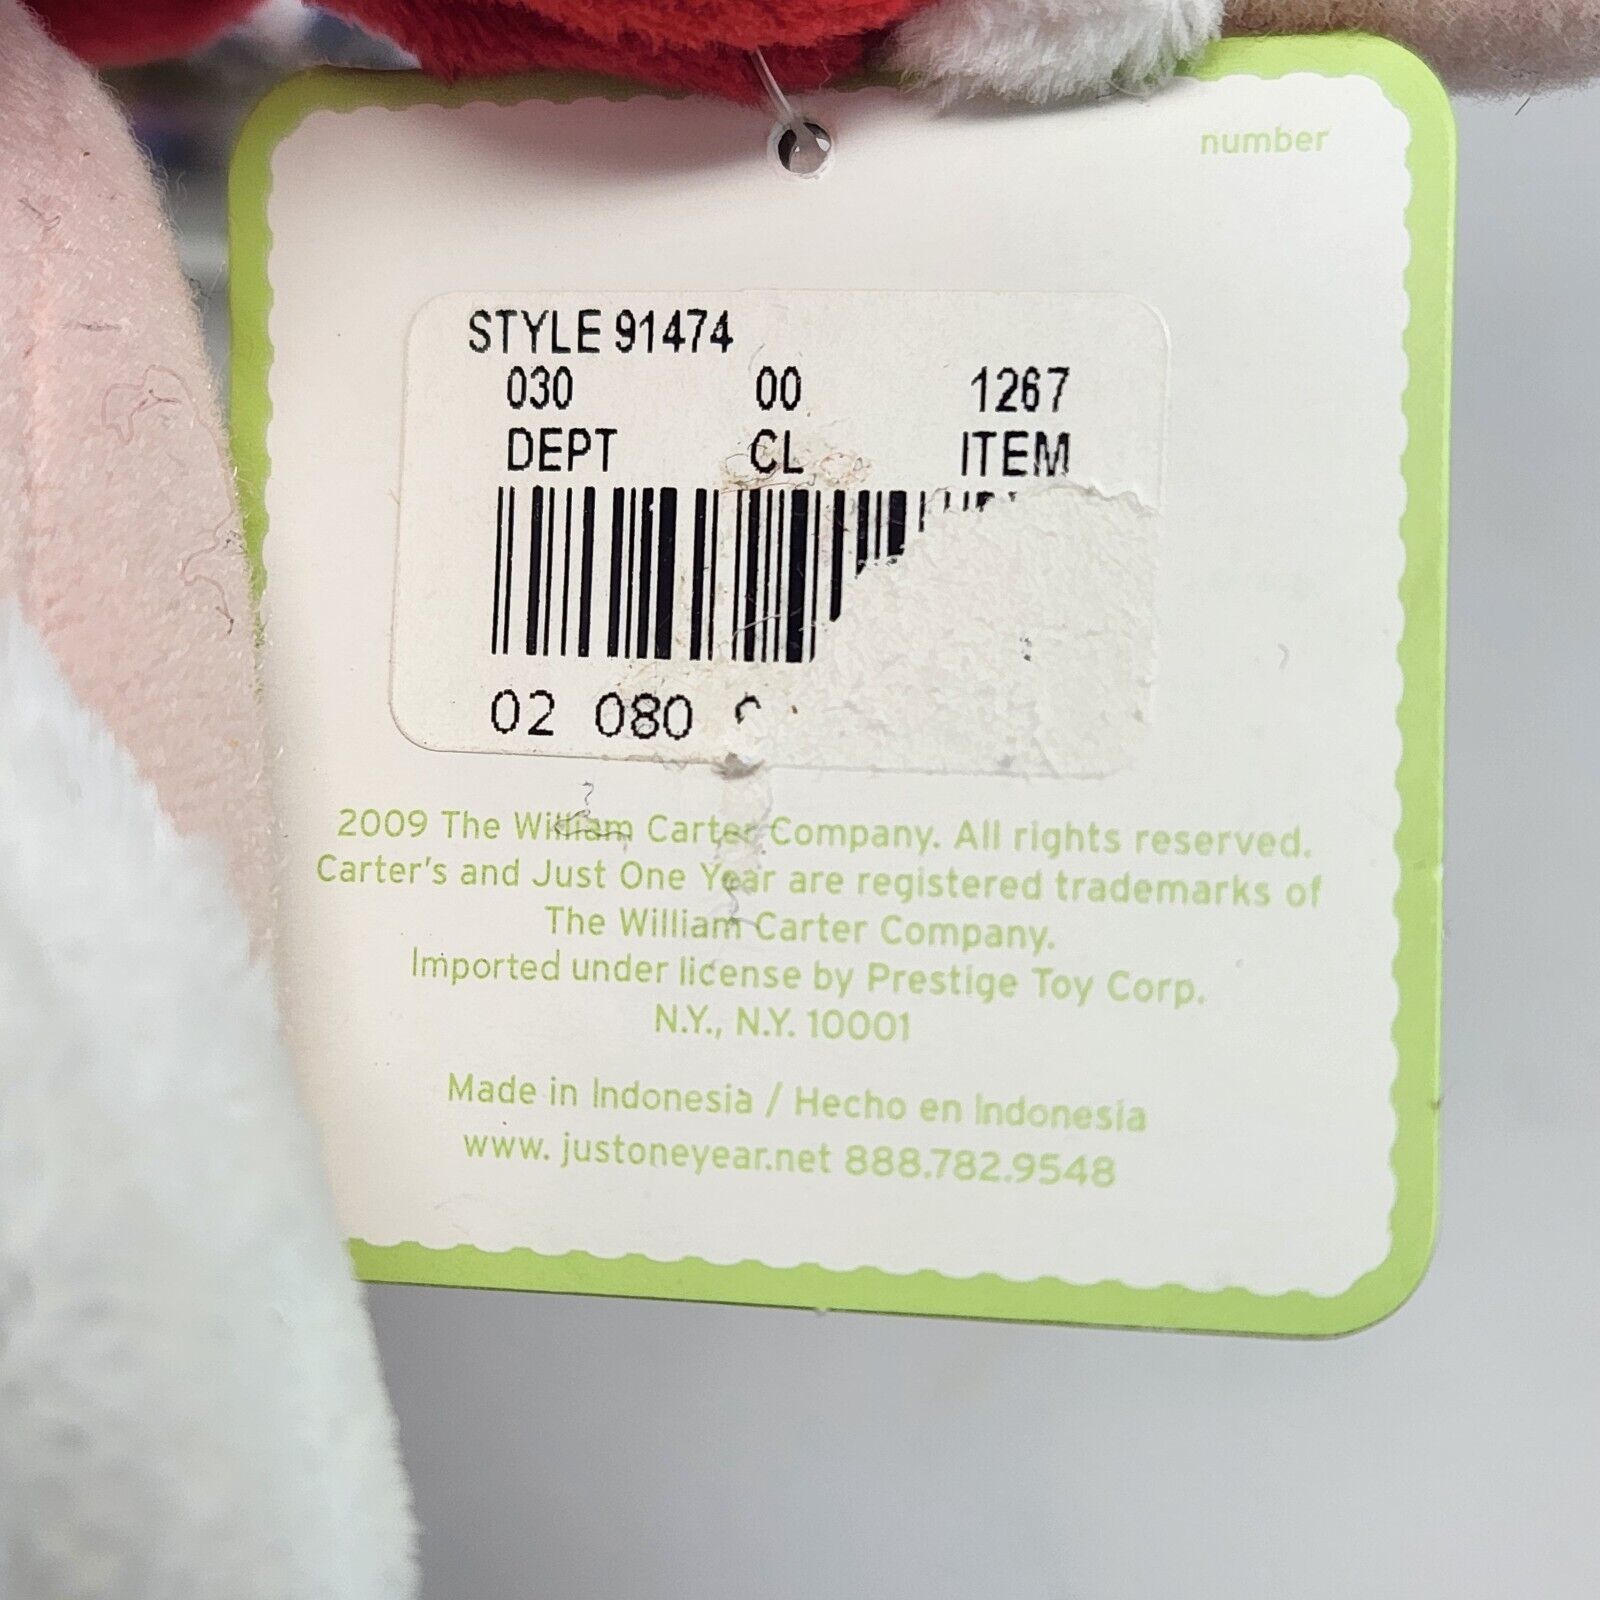 number
STYLE 91474
030 00 1267
DEPT CL ITEM
02 080
2009 The William Carter Company. All rights reserved.
Carter's and Just One Year are registered trademarks of
The William Carter Company.
Imported under license by Prestige Toy Corp.
N.Y., N.Y. 10001
Made in Indonesia / Hecho en Indonesia
www. justoneyear.net 888.782.9548